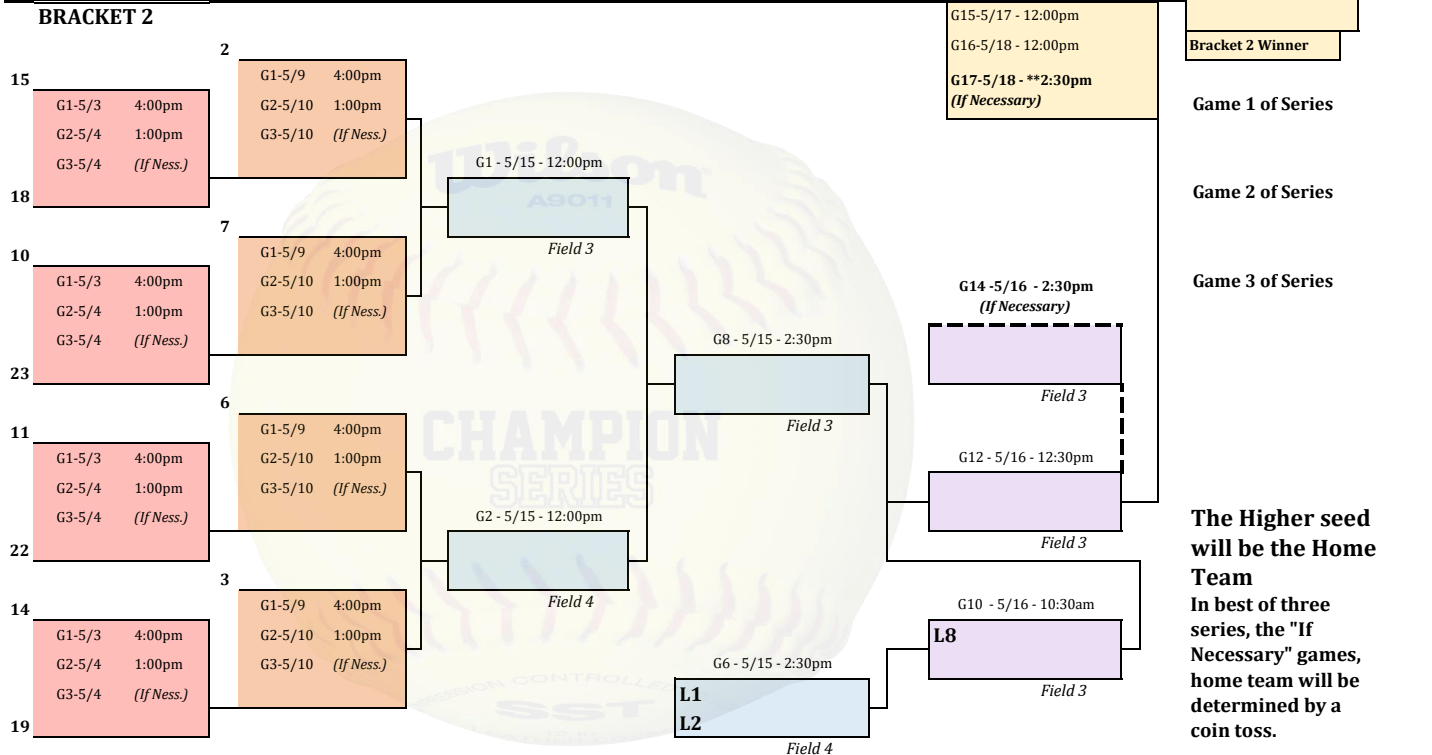 BRACKET 2
15
G1-5/3 4:00pm
G2-5/4 1:00pm
G3-5/4 (If Ness.)
18
10
G1-5/3 4:00pm
G2-5/4 1:00pm
G3-5/4 (If Ness.)
23
11
G1-5/3 4:00pm
G2-5/4 1:00pm
G3-5/4 (If Ness.)
22
14
G1-5/3 4:00pm
G2-5/4 1:00pm
G3-5/4 (If Ness.)
19
2
G1-5/9 4:00pm
G2-5/10 1:00pm
G3-5/10 (If Ness.)
7
G1-5/9 4:00pm
G2-5/10 1:00pm
G3-5/10 (If Ness.)
6
G1-5/9 4:00pm
G2-5/10 1:00pm
G3-5/10 (If Ness.)
3
G1-5/9 4:00pm
G2-5/10 1:00pm
G3-5/10 (If Ness.)
G1 - 5/15 - 12:00pm
Field 3
G2 - 5/15 - 12:00pm
Field 4
Wilson
A9011
CHAMPION
SERIES
SST
G8 - 5/15 - 2:30pm
Field 3
G6 - 5/15 - 2:30pm
L1
L2
Field 4
G15-5/17 - 12:00pm
G16-5/18 - 12:00pm
G17-5/18 - **2:30pm
(If Necessary)
G14 -5/16 - 2:30pm
(If Necessary)
Field 3
G12 - 5/16 - 12:30pm
Field 3
G10 - 5/16 - 10:30am
L8
Field 3
Bracket 2 Winner
Game 1 of Series
Game 2 of Series
Game 3 of Series
The Higher seed
will be the Home
Team
In best of three
series, the "If
Necessary" games,
home team will be
determined by a
coin toss.